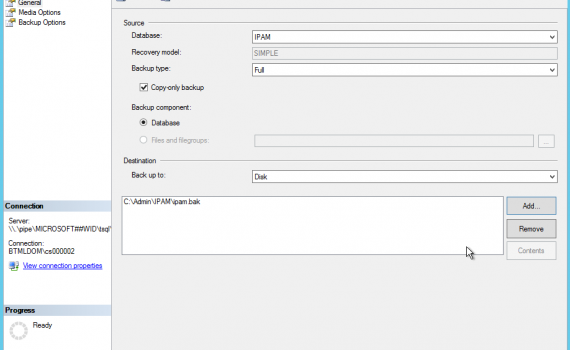 General
Media Options
Backup Options
Source
Database:
IPAM
Recovery model:
SIMPLE
Backup type:
Full
Copy-only backup
Backup component:
Database
Files and filegroups:
...
Destination
Back up to:
Disk
C:\Admin\IPAM\ipam.bak
Add...
Remove
Contents
Connection
Server:
\\.\pipe\MICROSOFT##WID\tsql\
Connection:
BTMLDOM\cs000002
View connection properties
Progress
Ready